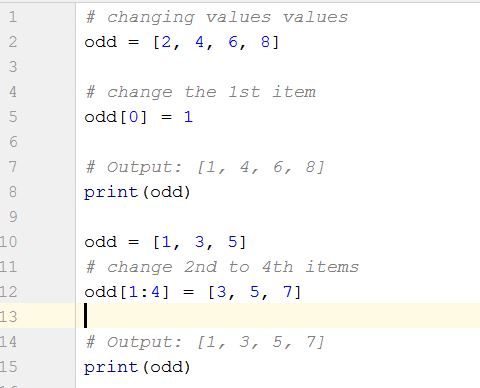 1 # changing values values
2 odd = [2, 4, 6, 8]
3
4 # change the 1st item
5 odd[0] = 1
6
7 # Output: [1, 4, 6, 8]
8 print(odd)
9
10 odd = [1, 3, 5]
11 # change 2nd to 4th items
12 odd[1:4] = [3, 5, 7]
13
14 # Output: [1, 3, 5, 7]
15 print(odd)